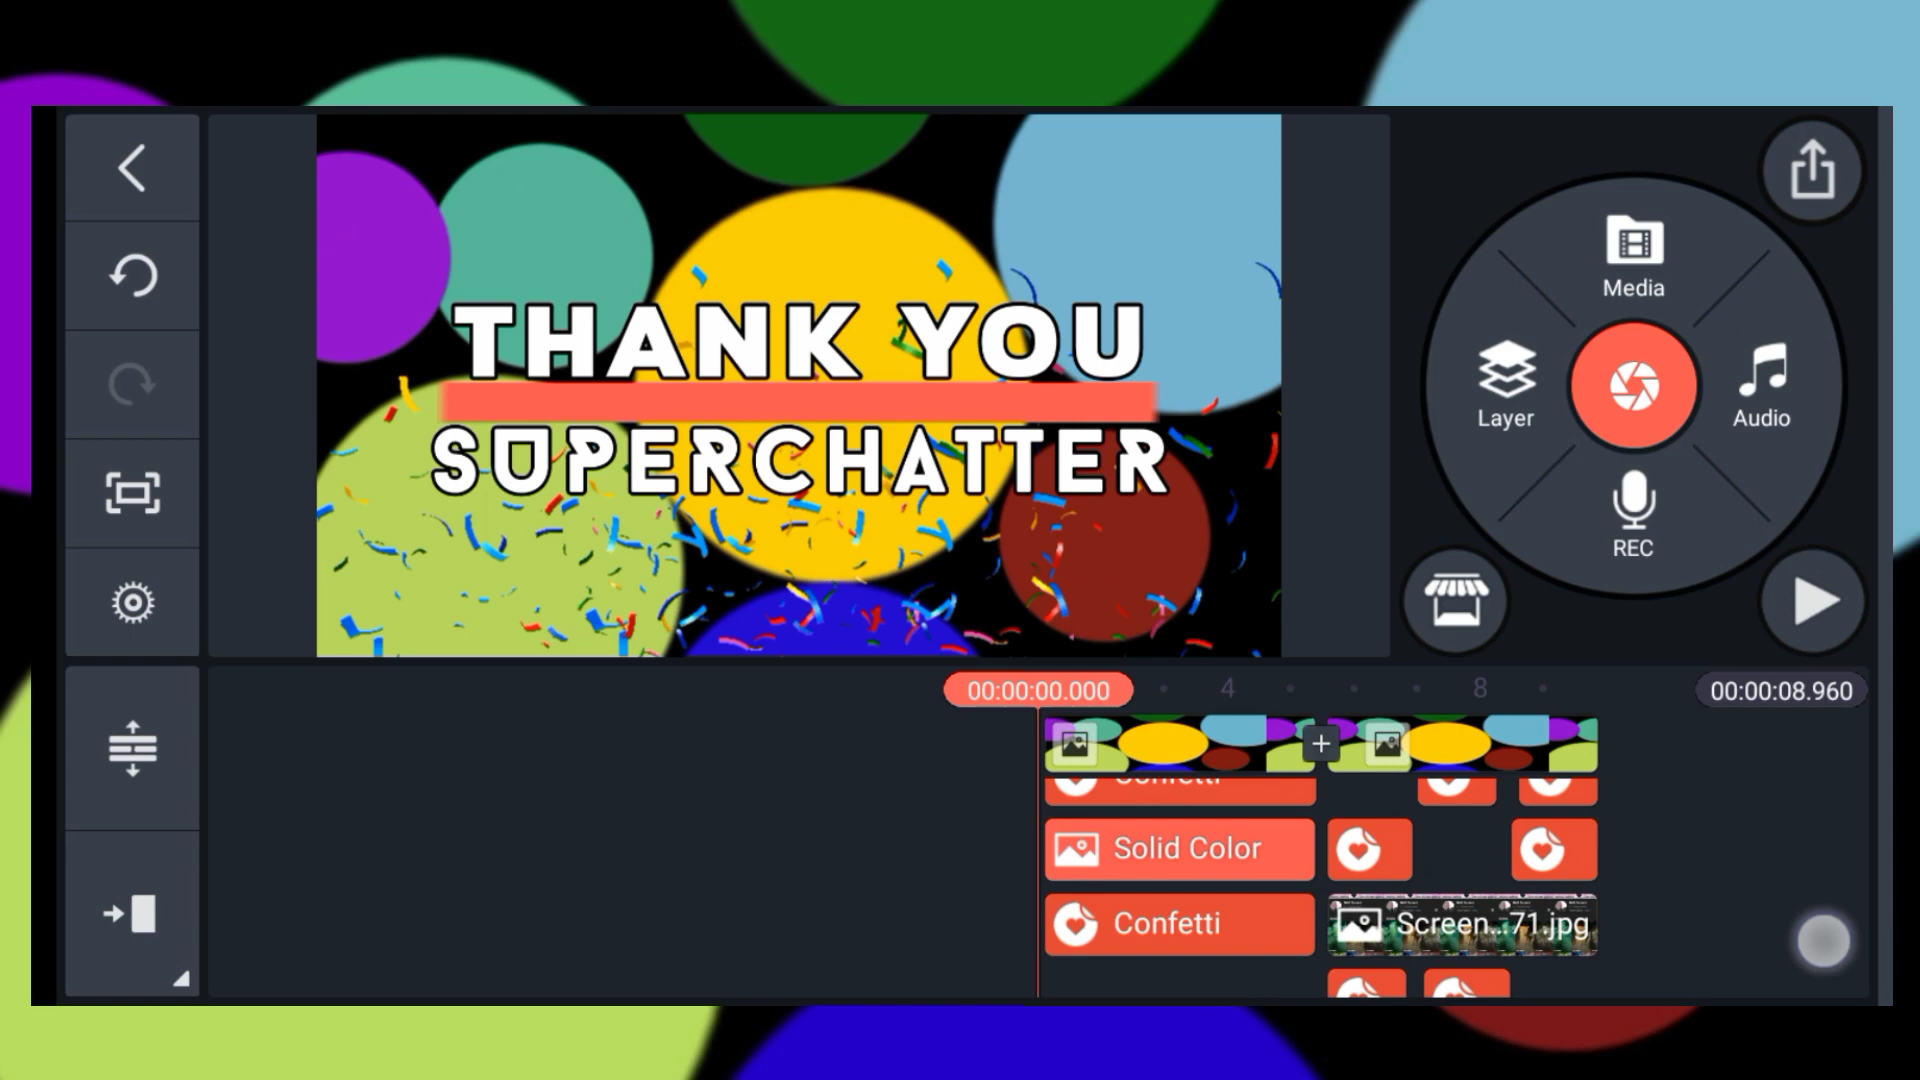 THANK YOU
SUPERCHATTER
Media
Layer
Audio
REC
00:00:00.000
4
8
00:00:08.960
Confetti
Solid Color
Confetti
Screen...71.jpg